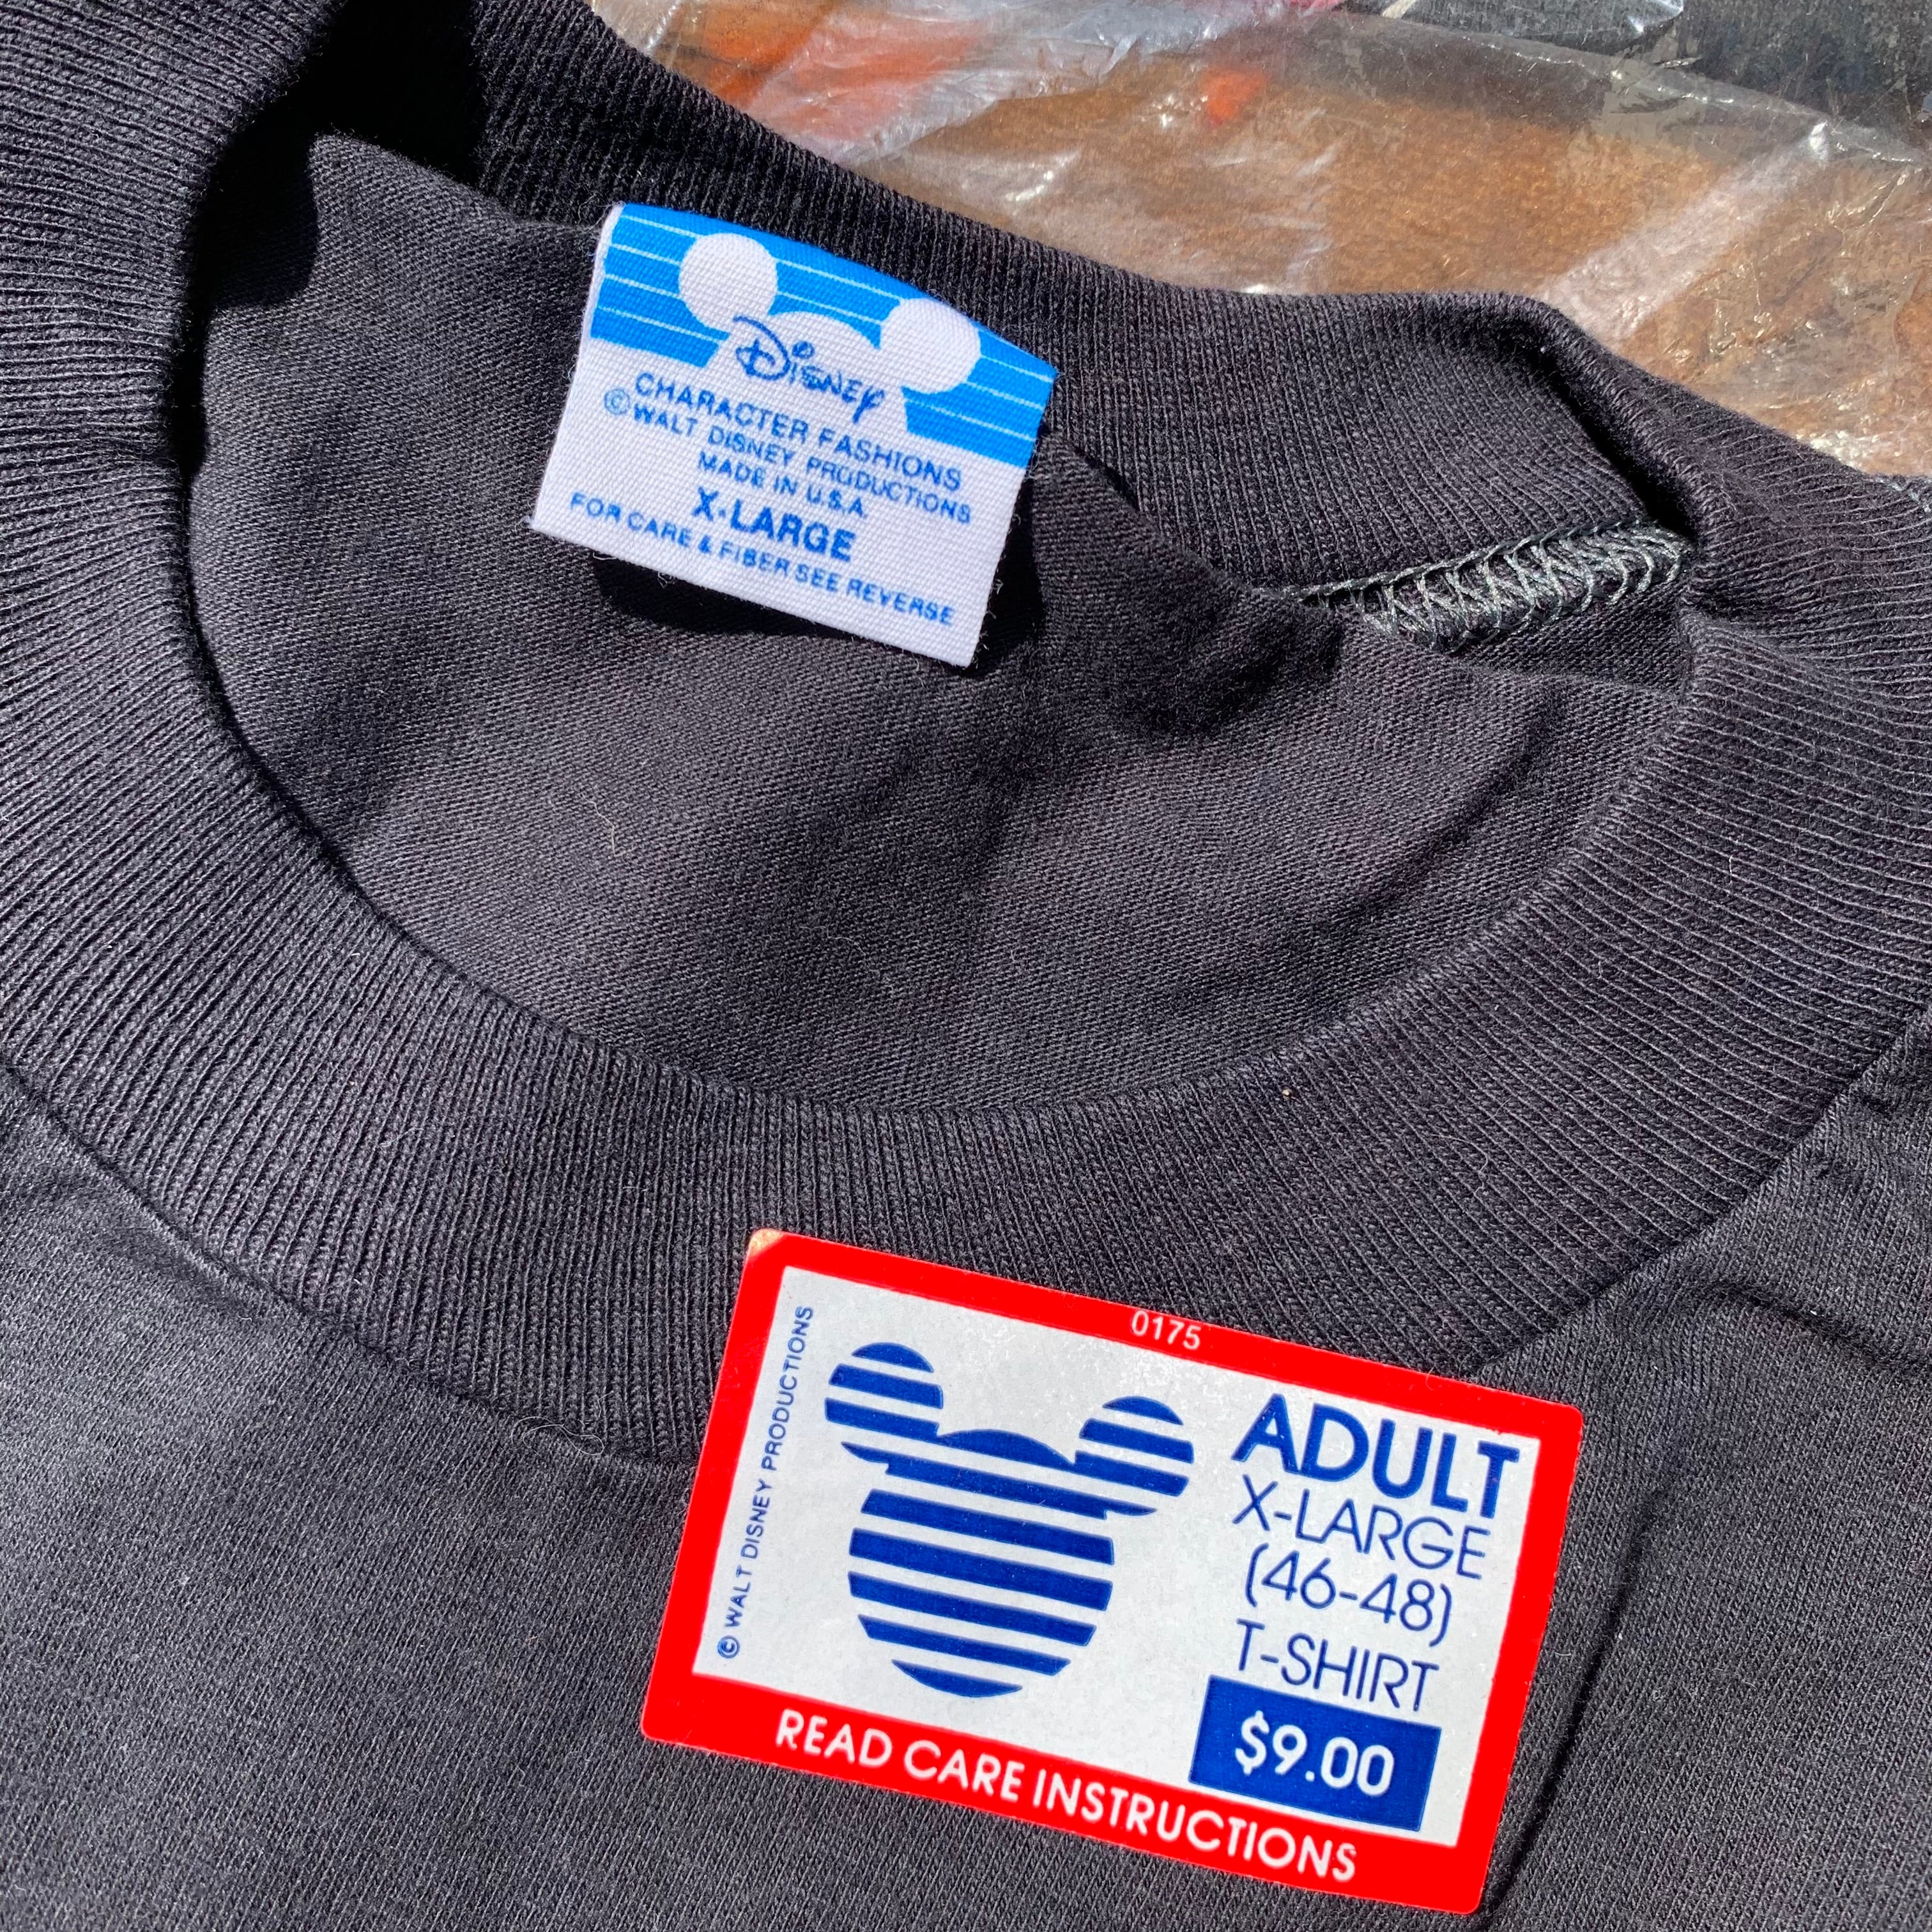 Disney
CHARACTER FASHIONS
©WALT DISNEY PRODUCTIONS
MADE IN U.S.A.
X-LARGE
FOR CARE & FIBER SEE REVERSE
0175
© WALT DISNEY PRODUCTIONS
ADULT
X-LARGE
(46-48)
T-SHIRT
$9.00
READ CARE INSTRUCTIONS